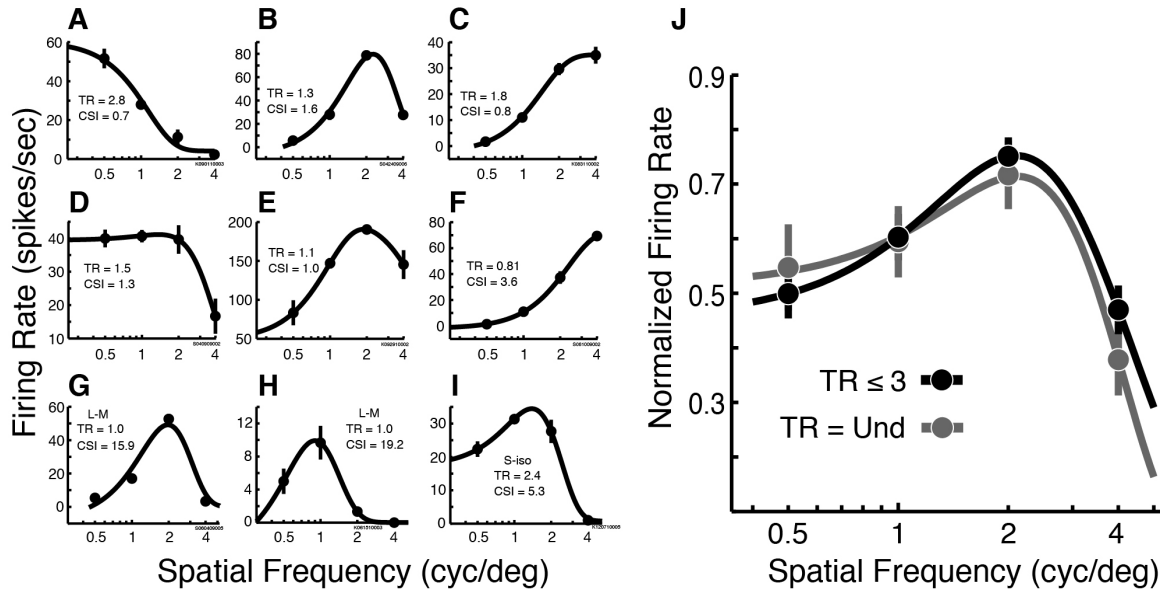 A
B
C
J
60
40
20
0
TR = 2.8
CSI = 0.7
0.5
1
2
4
80
60
40
20
0
TR = 1.3
CSI = 1.6
S042409006
0.5
1
2
4
40
30
20
10
0
TR = 1.8
CSI = 0.8
0.5
1
2
4
D
E
F
40
30
20
10
TR = 1.5
CSI = 1.3
0.5
1
2
4
200
150
100
50
TR = 1.1
CSI = 1.0
0.5
1
2
4
80
60
40
20
0
TR = 0.81
CSI = 3.6
0.5
1
2
4
G
H
I
60
50
40
30
20
10
0
L-M
TR = 1.0
CSI = 15.9
0.5
1
2
4
12
8
4
0
L-M
TR = 1.0
CSI = 19.2
0.5
1
2
4
30
20
10
0
S-iso
TR = 2.4
CSI = 5.3
K120710005
0.5
1
2
4
Firing Rate (spikes/sec)
Spatial Frequency (cyc/deg)
Normalized Firing Rate
0.9
0.7
0.5
0.3
TR ≤ 3
TR = Und
0.5
1
2
4
Spatial Frequency (cyc/deg)